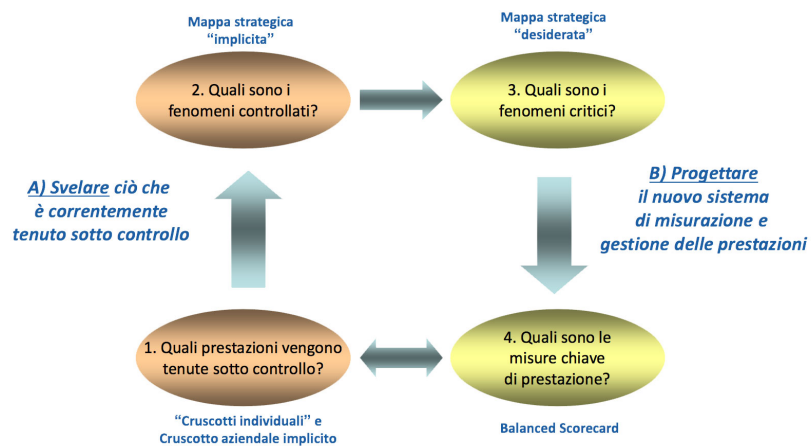 Mappa strategica
“implicita”
Mappa strategica
“desiderata”
2. Quali sono i
fenomeni controllati?
3. Quali sono i
fenomeni critici?
A) Svelare ciò che
è correntemente
tenuto sotto controllo
B) Progettare
il nuovo sistema
di misurazione e
gestione delle prestazioni
1. Quali prestazioni vengono
tenute sotto controllo?
4. Quali sono le
misure chiave
di prestazione?
“Cruscotti individuali” e
Cruscotto aziendale implicito
Balanced Scorecard